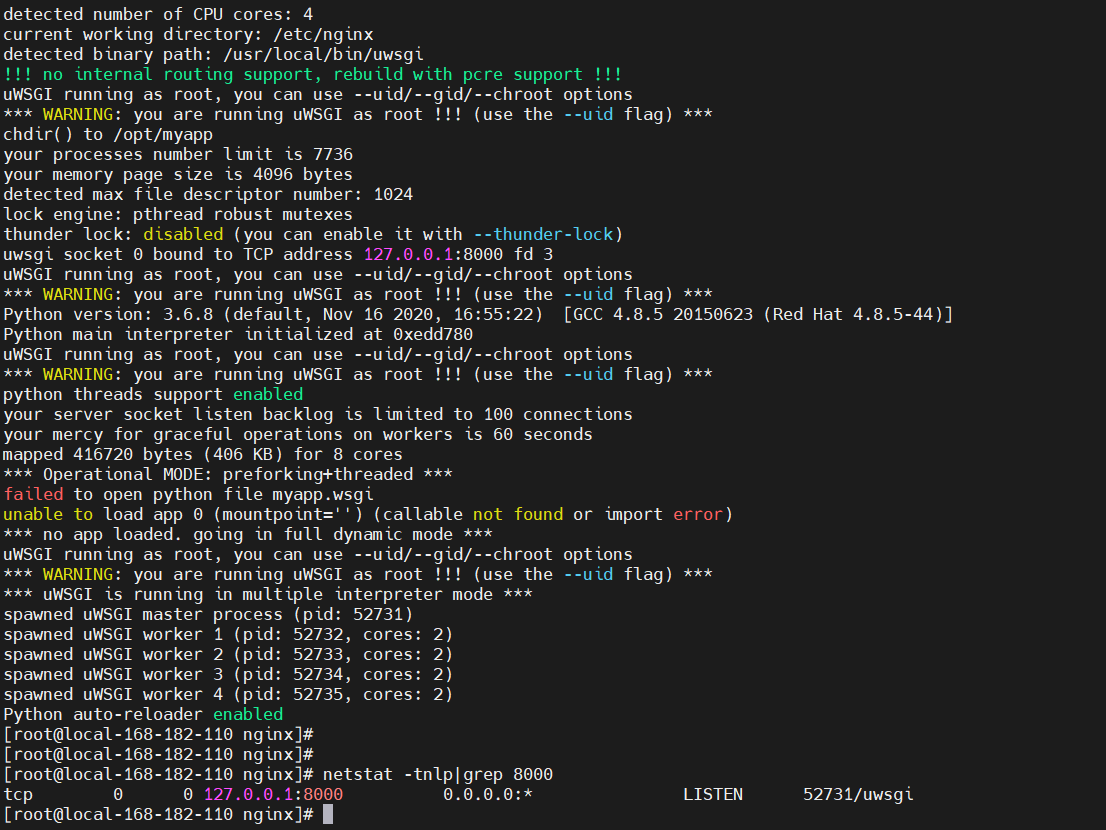 detected number of CPU cores: 4
current working directory: /etc/nginx
detected binary path: /usr/local/bin/uwsgi
!!! no internal routing support, rebuild with pcre support !!!
uWSGI running as root, you can use --uid/--gid/--chroot options
*** WARNING: you are running uWSGI as root !!! (use the --uid flag) ***
chdir() to /opt/myapp
your processes number limit is 7736
your memory page size is 4096 bytes
detected max file descriptor number: 1024
lock engine: pthread robust mutexes
thunder lock: disabled (you can enable it with --thunder-lock)
uwsgi socket 0 bound to TCP address 127.0.0.1:8000 fd 3
uWSGI running as root, you can use --uid/--gid/--chroot options
*** WARNING: you are running uWSGI as root !!! (use the --uid flag) ***
Python version: 3.6.8 (default, Nov 16 2020, 16:55:22)  [GCC 4.8.5 20150623 (Red Hat 4.8.5-44)]
Python main interpreter initialized at 0xedd780
uWSGI running as root, you can use --uid/--gid/--chroot options
*** WARNING: you are running uWSGI as root !!! (use the --uid flag) ***
python threads support enabled
your server socket listen backlog is limited to 100 connections
your mercy for graceful operations on workers is 60 seconds
mapped 416720 bytes (406 KB) for 8 cores
*** Operational MODE: preforking+threaded ***
failed to open python file myapp.wsgi
unable to load app 0 (mountpoint='') (callable not found or import error)
*** no app loaded. going in full dynamic mode ***
uWSGI running as root, you can use --uid/--gid/--chroot options
*** WARNING: you are running uWSGI as root !!! (use the --uid flag) ***
*** uWSGI is running in multiple interpreter mode ***
spawned uWSGI master process (pid: 52731)
spawned uWSGI worker 1 (pid: 52732, cores: 2)
spawned uWSGI worker 2 (pid: 52733, cores: 2)
spawned uWSGI worker 3 (pid: 52734, cores: 2)
spawned uWSGI worker 4 (pid: 52735, cores: 2)
Python auto-reloader enabled
[root@local-168-182-110 nginx]#
[root@local-168-182-110 nginx]#
[root@local-168-182-110 nginx]# netstat -tnlp|grep 8000
tcp        0      0 127.0.0.1:8000          0.0.0.0:*               LISTEN      52731/uwsgi
[root@local-168-182-110 nginx]#